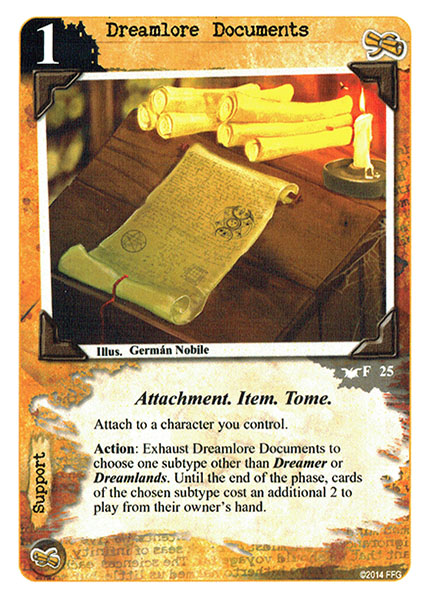 1
Dreamlore Documents
Illus. Germán Nobile
F 25
Attachment. Item. Tome.
Attach to a character you control.
Action: Exhaust Dreamlore Documents to
choose one subtype other than Dreamer or
Dreamlands. Until the end of the phase, cards
of the chosen subtype cost an additional 2 to
play from their owner's hand.
Support
©2014 FFG